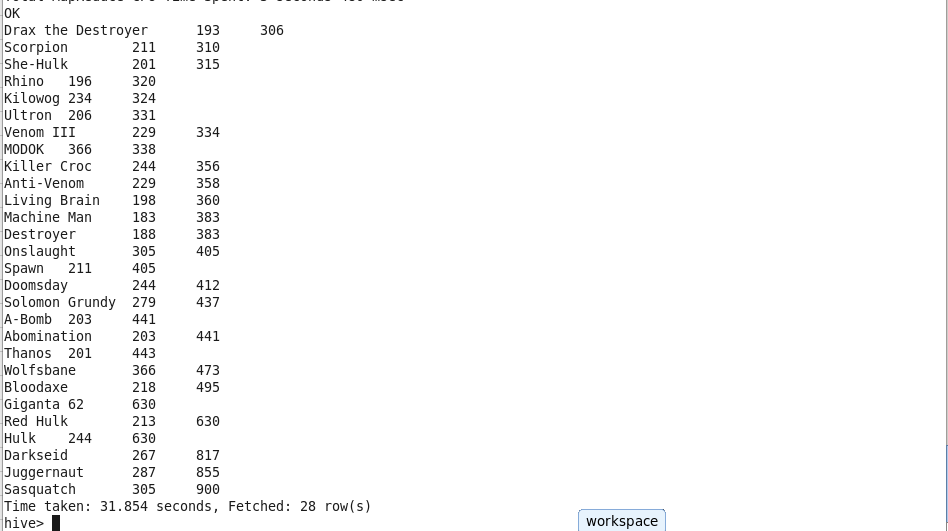 OK
Drax the Destroyer 193 306
Scorpion 211 310
She-Hulk 201 315
Rhino 196 320
Kilowog 234 324
Ultron 206 331
Venom III 229 334
MODOK 366 338
Killer Croc 244 356
Anti-Venom 229 358
Living Brain 198 360
Machine Man 183 383
Destroyer 188 383
Onslaught 305 405
Spawn 211 405
Doomsday 244 412
Solomon Grundy 279 437
A-Bomb 203 441
Abomination 203 441
Thanos 201 443
Wolfsbane 366 473
Bloodaxe 218 495
Giganta 62 630
Red Hulk 213 630
Hulk 244 630
Darkseid 267 817
Juggernaut 287 855
Sasquatch 305 900
Time taken: 31.854 seconds, Fetched: 28 row(s)
hive>
workspace